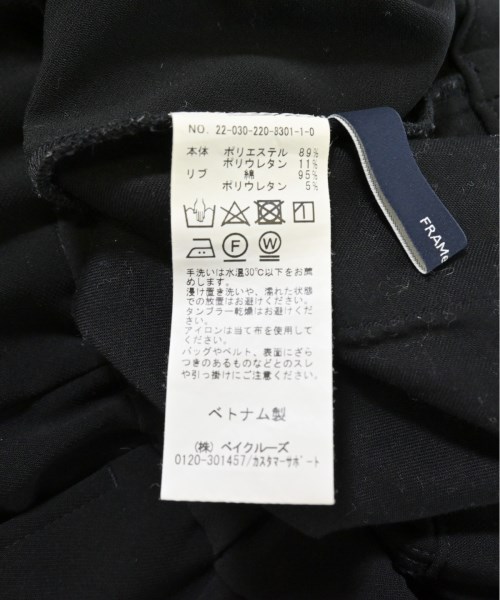 NO. 22-030-220-3301-1-0
本体 ポリエステル 89%
ポリウレタン 11%
リブ 綿 95%
ポリウレタン 5%
F W
手洗いは水温30℃以下をお薦
めします。
浸け置き洗いや、濡れた状態
での放置はお避けください。
タンブラー乾燥はお避けください。
アイロンは当て布を使用して
ください。
バッグやベルト、表面にざら
つきのあるものなどとのスレ
や引っ掛けにご注意ください。
ベトナム製
(株) ベイクルーズ
0120-301457/カスタマーサポート
FRAMe